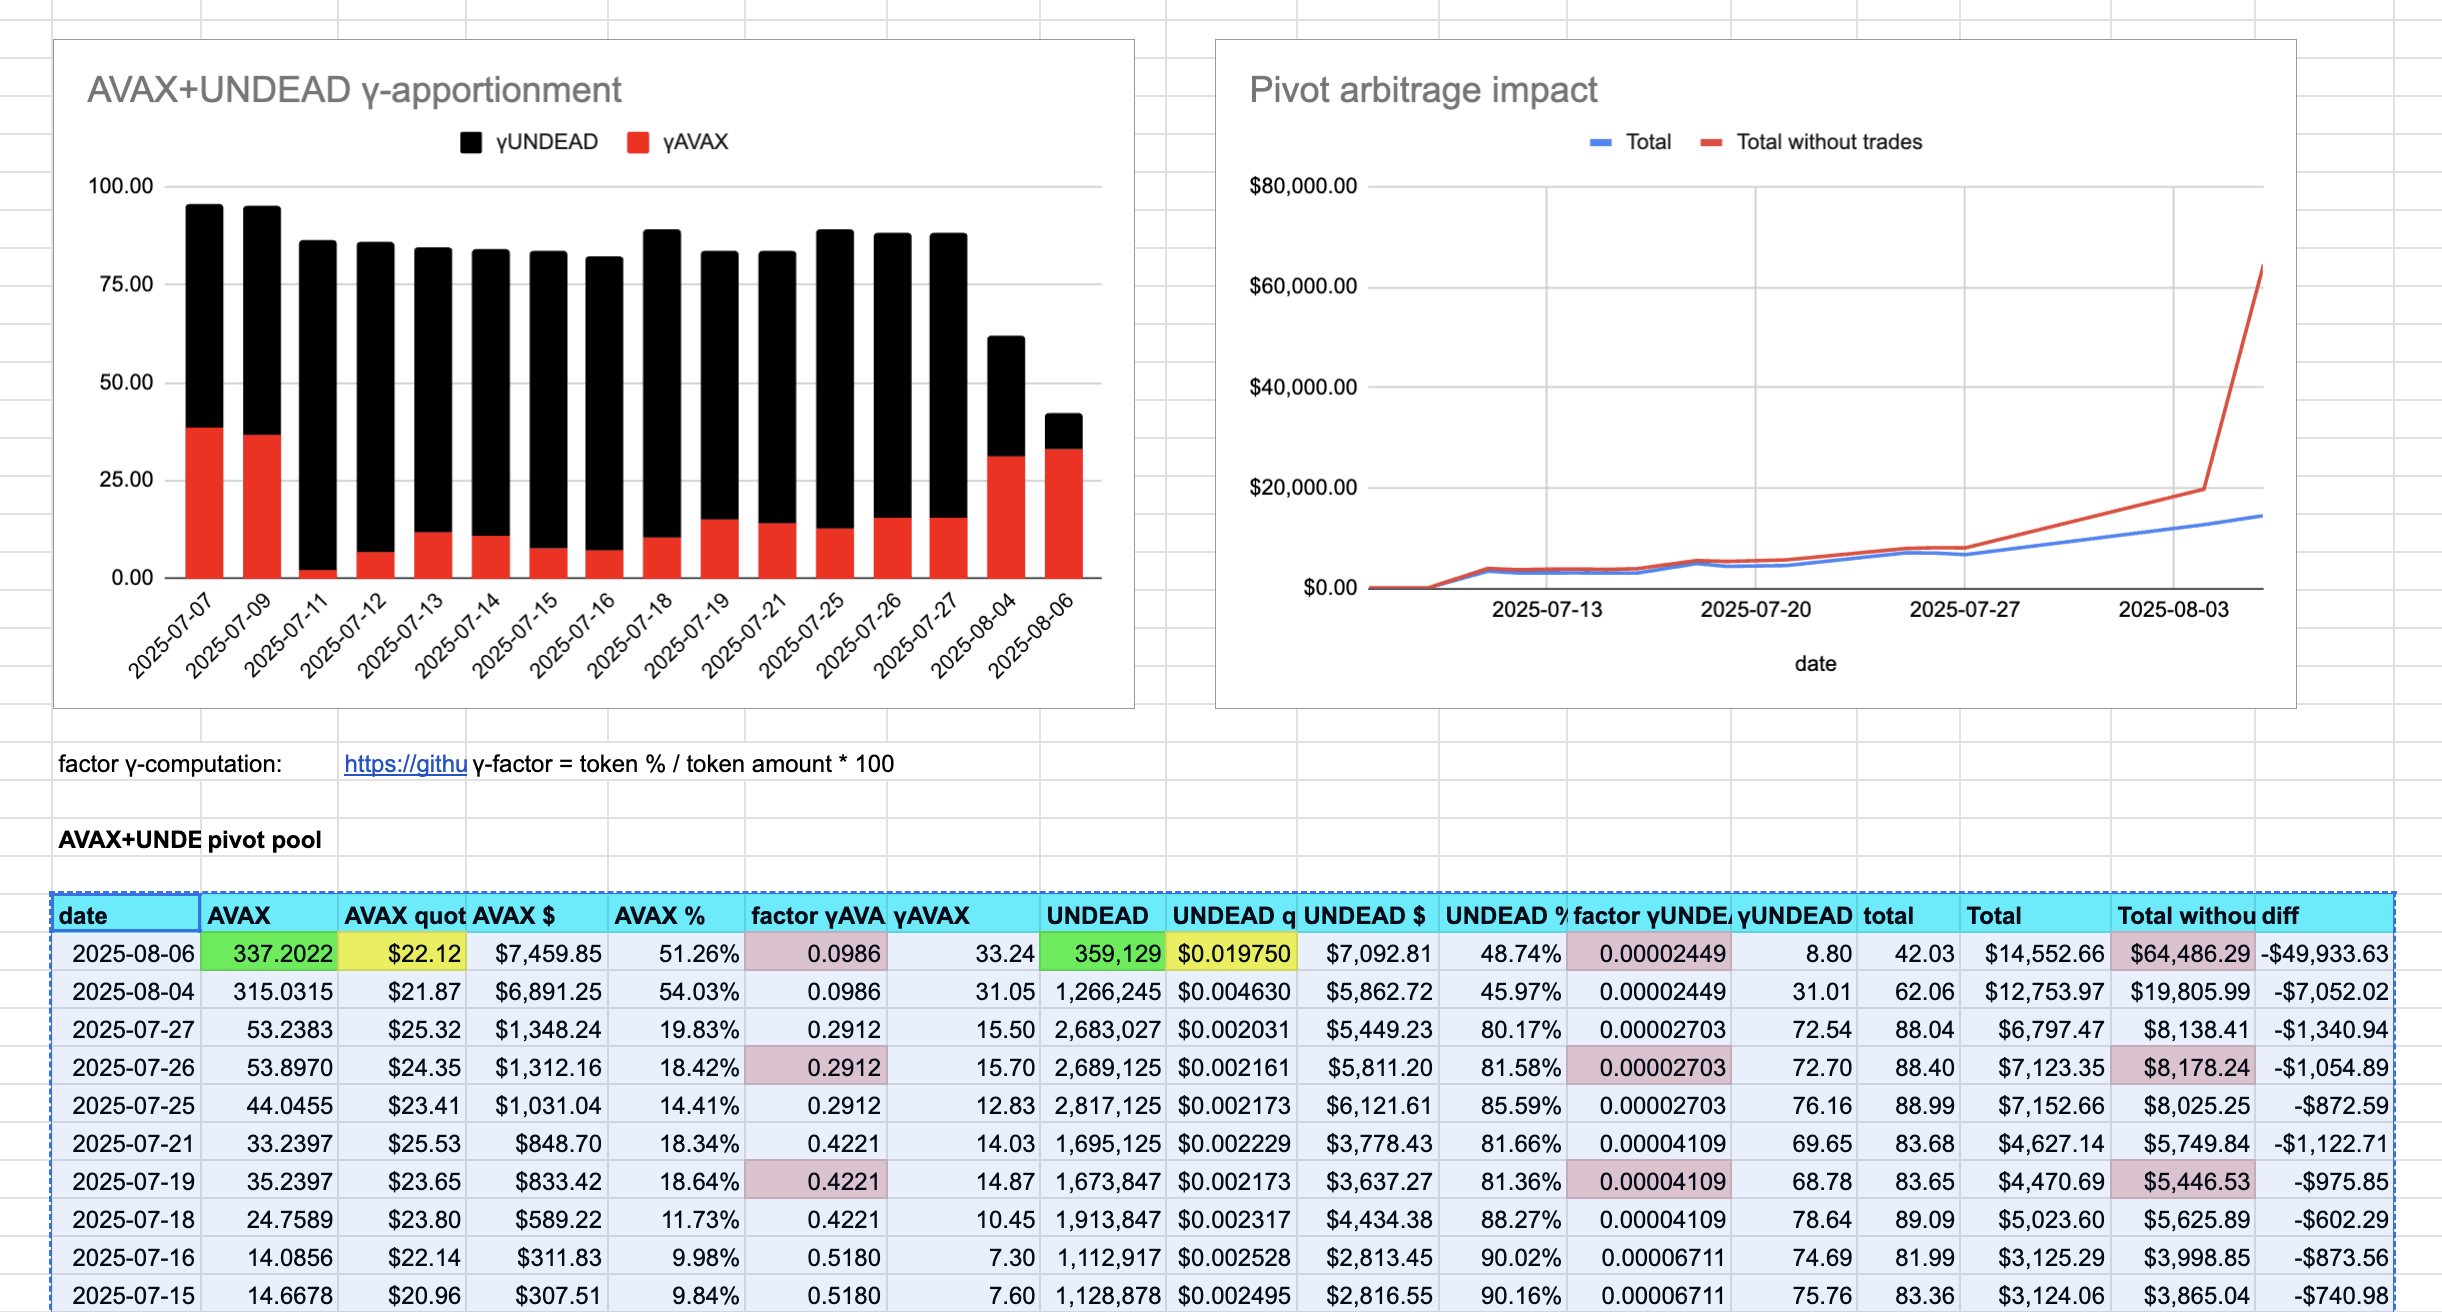 AVAX+UNDEAD γ-apportionment
γUNDEAD γAVAX
100.00
75.00
50.00
25.00
0.00
2025-07-07 2025-07-09 2025-07-11 2025-07-12 2025-07-13 2025-07-14 2025-07-15 2025-07-16 2025-07-18 2025-07-19 2025-07-21 2025-07-25 2025-07-26 2025-07-27 2025-08-04 2025-08-06
Pivot arbitrage impact
Total Total without trades
$80,000.00
$60,000.00
$40,000.00
$20,000.00
$0.00
2025-07-13 2025-07-20 2025-07-27 2025-08-03
date
factor γ-computation: https://githu γ-factor = token % / token amount * 100
AVAX+UNDE pivot pool
date AVAX AVAX quot AVAX $ AVAX % factor γAVA γAVAX UNDEAD UNDEAD q UNDEAD $ UNDEAD % factor γUNDE γUNDEAD total Total Total withou diff
2025-08-06 337.2022 $22.12 $7,459.85 51.26% 0.0986 33.24 359,129 $0.019750 $7,092.81 48.74% 0.00002449 8.80 42.03 $14,552.66 $64,486.29 -$49,933.63
2025-08-04 315.0315 $21.87 $6,891.25 54.03% 0.0986 31.05 1,266,245 $0.004630 $5,862.72 45.97% 0.00002449 31.01 62.06 $12,753.97 $19,805.99 -$7,052.02
2025-07-27 53.2383 $25.32 $1,348.24 19.83% 0.2912 15.50 2,683,027 $0.002031 $5,449.23 80.17% 0.00002703 72.54 88.04 $6,797.47 $8,138.41 -$1,340.94
2025-07-26 53.8970 $24.35 $1,312.16 18.42% 0.2912 15.70 2,689,125 $0.002161 $5,811.20 81.58% 0.00002703 72.70 88.40 $7,123.35 $8,178.24 -$1,054.89
2025-07-25 44.0455 $23.41 $1,031.04 14.41% 0.2912 12.83 2,817,125 $0.002173 $6,121.61 85.59% 0.00002703 76.16 88.99 $7,152.66 $8,025.25 -$872.59
2025-07-21 33.2397 $25.53 $848.70 18.34% 0.4221 14.03 1,695,125 $0.002229 $3,778.43 81.66% 0.00004109 69.65 83.68 $4,627.14 $5,749.84 -$1,122.71
2025-07-19 35.2397 $23.65 $833.42 18.64% 0.4221 14.87 1,673,847 $0.002173 $3,637.27 81.36% 0.00004109 68.78 83.65 $4,470.69 $5,446.53 -$975.85
2025-07-18 24.7589 $23.80 $589.22 11.73% 0.4221 10.45 1,913,847 $0.002317 $4,434.38 88.27% 0.00004109 78.64 89.09 $5,023.60 $5,625.89 -$602.29
2025-07-16 14.0856 $22.14 $311.83 9.98% 0.5180 7.30 1,112,917 $0.002528 $2,813.45 90.02% 0.00006711 74.69 81.99 $3,125.29 $3,998.85 -$873.56
2025-07-15 14.6678 $20.96 $307.51 9.84% 0.5180 7.60 1,128,878 $0.002495 $2,816.55 90.16% 0.00006711 75.76 83.36 $3,124.06 $3,865.04 -$740.98